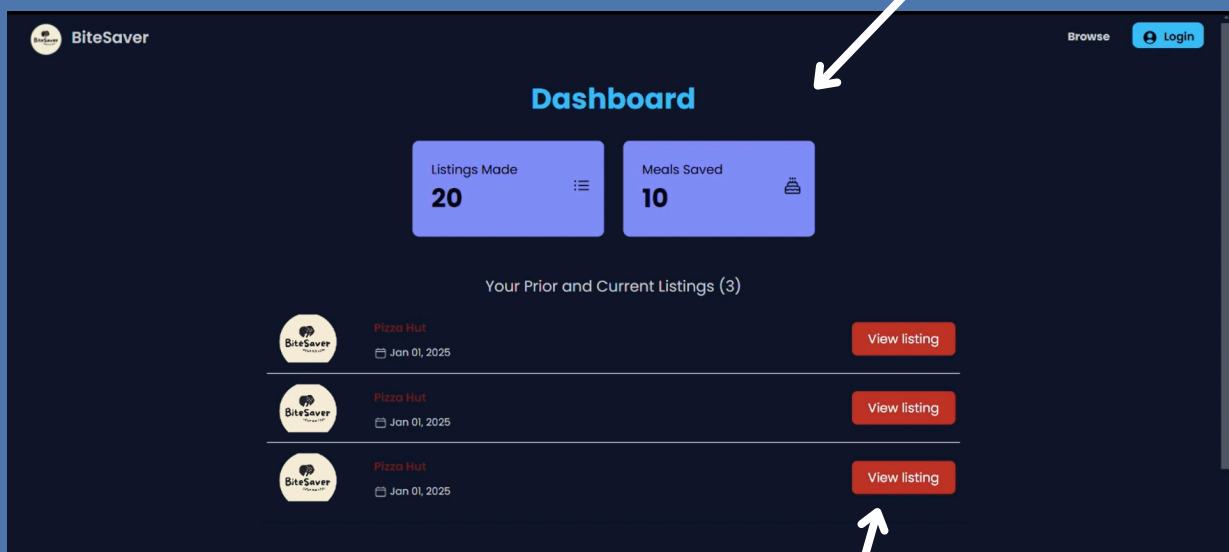 BiteSaver
Browse
Login
Dashboard
Listings Made
20
Meals Saved
10
Your Prior and Current Listings (3)
BiteSaver
Pizza Hut
Jan 01, 2025
View listing
BiteSaver
Pizza Hut
Jan 01, 2025
View listing
BiteSaver
Pizza Hut
Jan 01, 2025
View listing